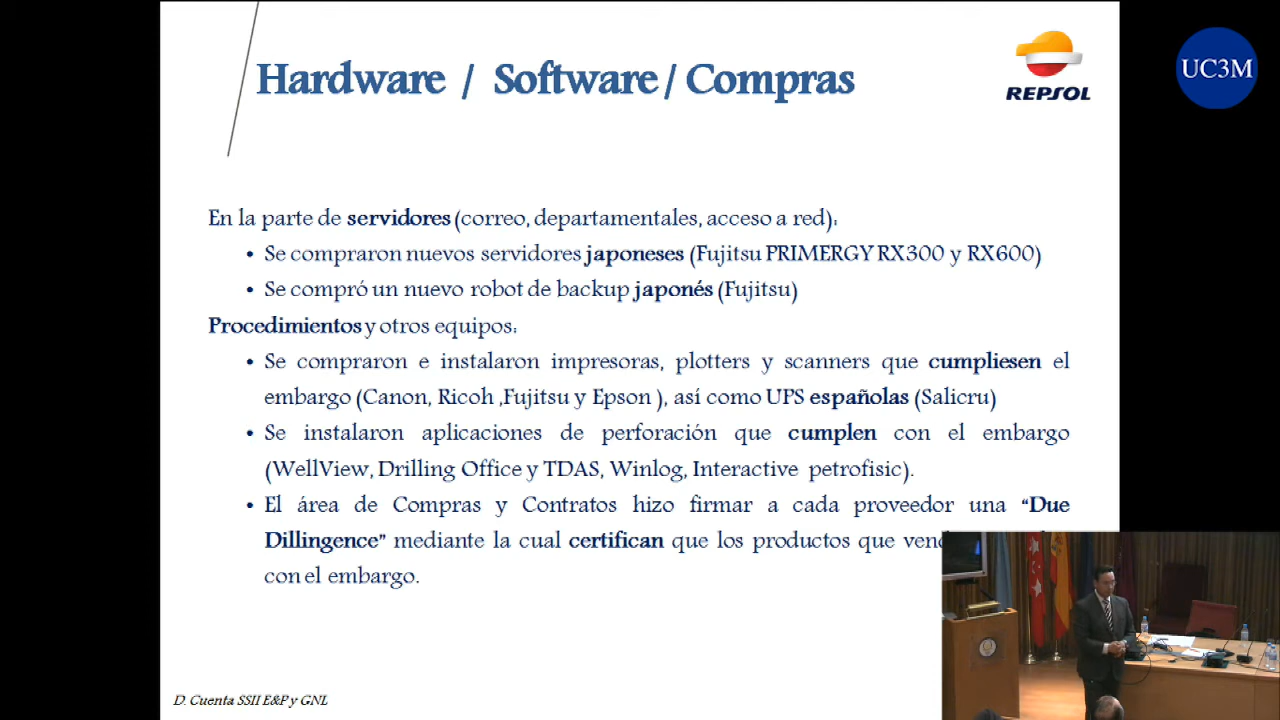 Hardware / Software / Compras
REPSOL
UC3M
En la parte de servidores (correo, departamentales, acceso a red):
• Se compraron nuevos servidores japoneses (Fujitsu PRIMERGY RX300 y RX600)
• Se compró un nuevo robot de backup japonés (Fujitsu)
Procedimientos y otros equipos:
• Se compraron e instalaron impresoras, plotters y scanners que cumpliesen el
embargo (Canon, Ricoh ,Fujitsu y Epson ), así como UPS españolas (Salicru)
• Se instalaron aplicaciones de perforación que cumplen con el embargo
(WellView, Drilling Office y TDAS, Winlog, Interactive petrofisic).
• El área de Compras y Contratos hizo firmar a cada proveedor una “Due
Dillingence” mediante la cual certifican que los productos que
con el embargo.
D. Cuenta SSII E&P y GNL